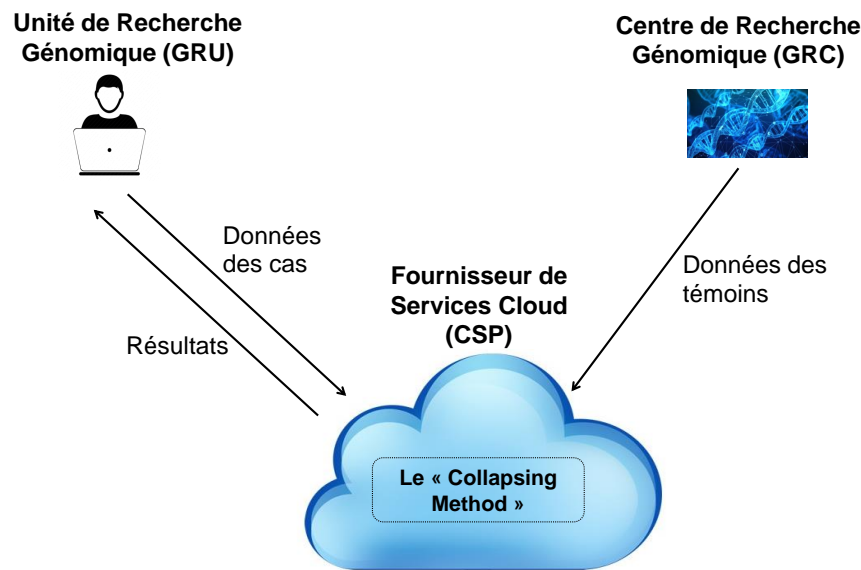 Unité de Recherche
Génomique (GRU)
Centre de Recherche
Génomique (GRC)
Données
des cas
Résultats
Fournisseur de
Services Cloud
(CSP)
Données des
témoins
Le « Collapsing
Method »